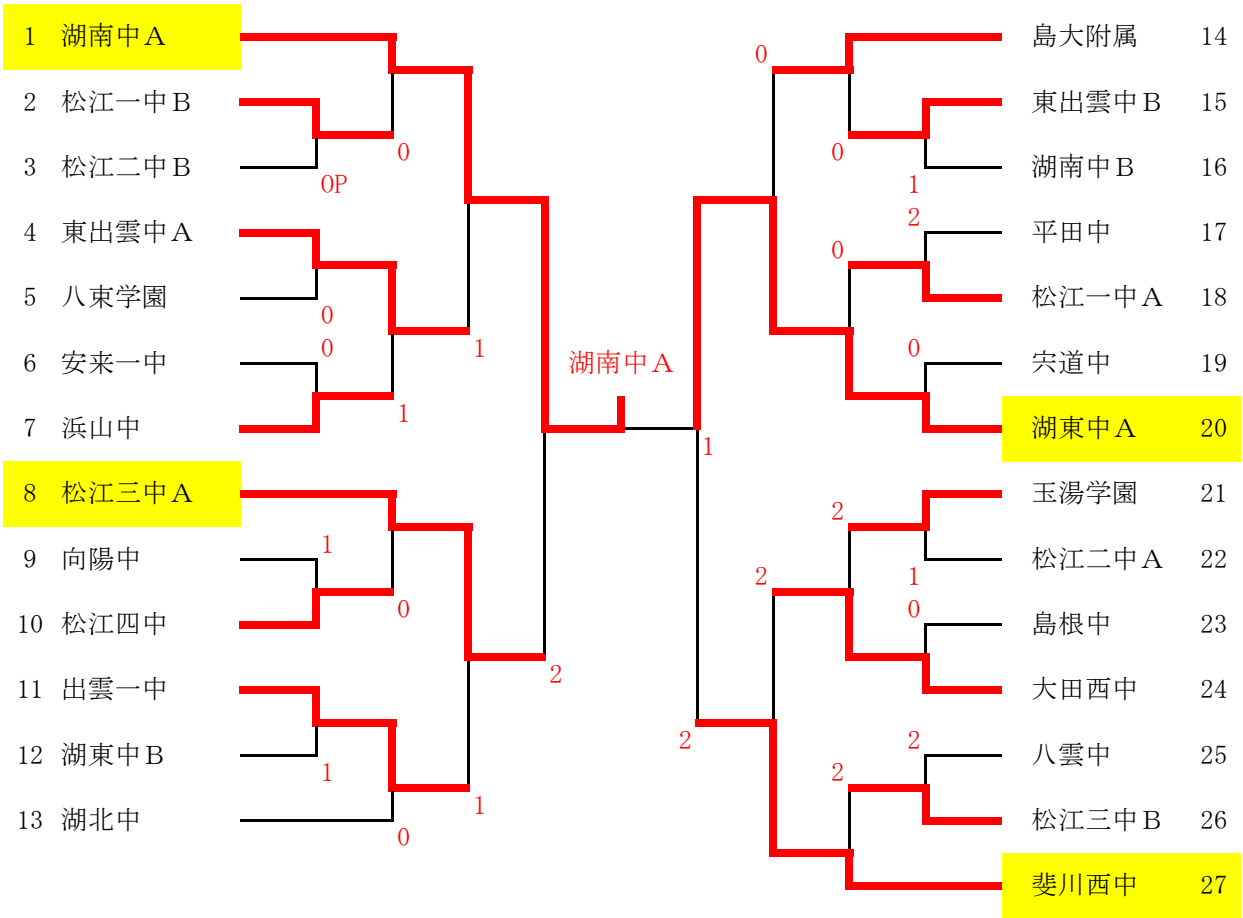 1 湖南中A
2 松江一中B
3 松江二中B
4 東出雲中A
5 八束学園
6 安来一中
7 浜山中
8 松江三中A
9 向陽中
10 松江四中
11 出雲一中
12 湖東中B
13 湖北中
0
0P
0
0
1
1
1
0
2
1
1
0
湖南中A
0
0
1
2
0
0
1
2
2
1
0
2
2
2
島大附属 14
東出雲中B 15
湖南中B 16
平田中 17
松江一中A 18
宍道中 19
湖東中A 20
玉湯学園 21
松江二中A 22
島根中 23
大田西中 24
八雲中 25
松江三中B 26
斐川西中 27